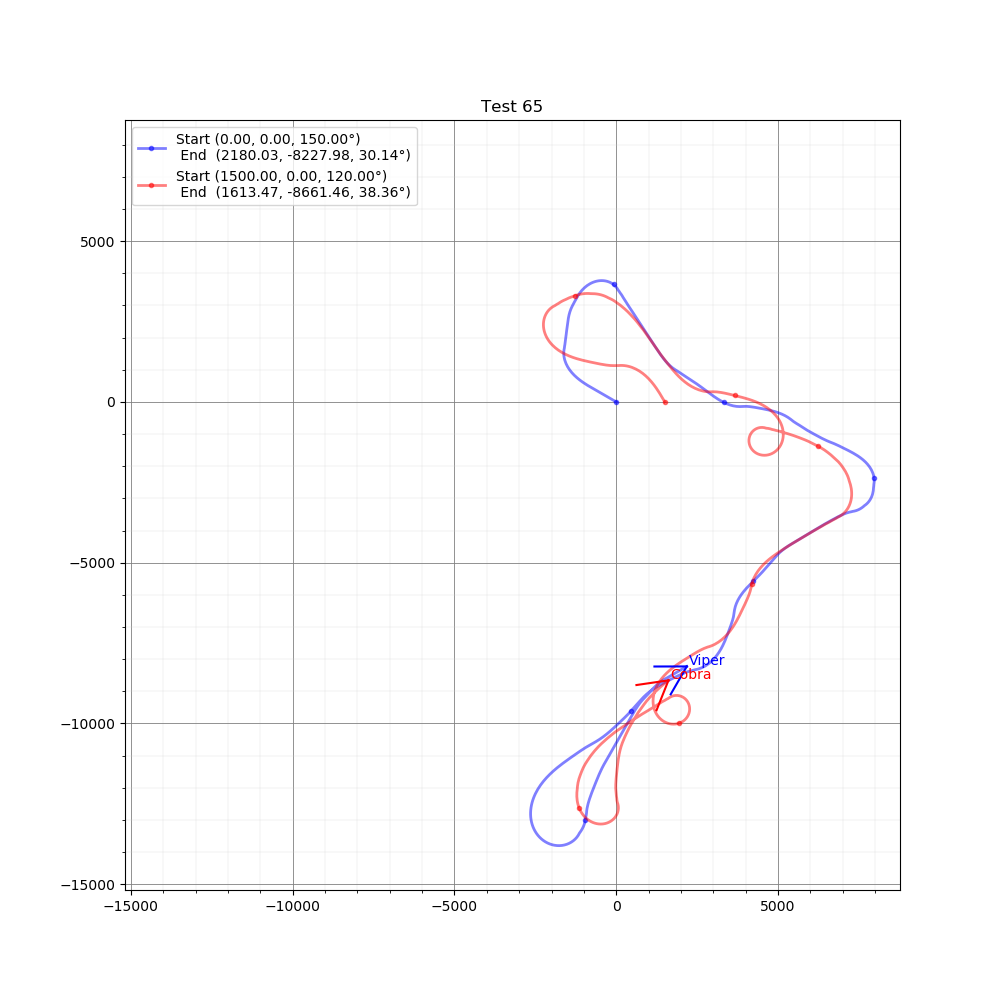 Test 65
Start (0.00, 0.00, 150.00°)
End (2180.03, -8227.98, 30.14°)
Start (1500.00, 0.00, 120.00°)
End (1613.47, -8661.46, 38.36°)
5000
0
−5000
−10000
−15000
Viper
Cobra
−15000 −10000 −5000 0 5000